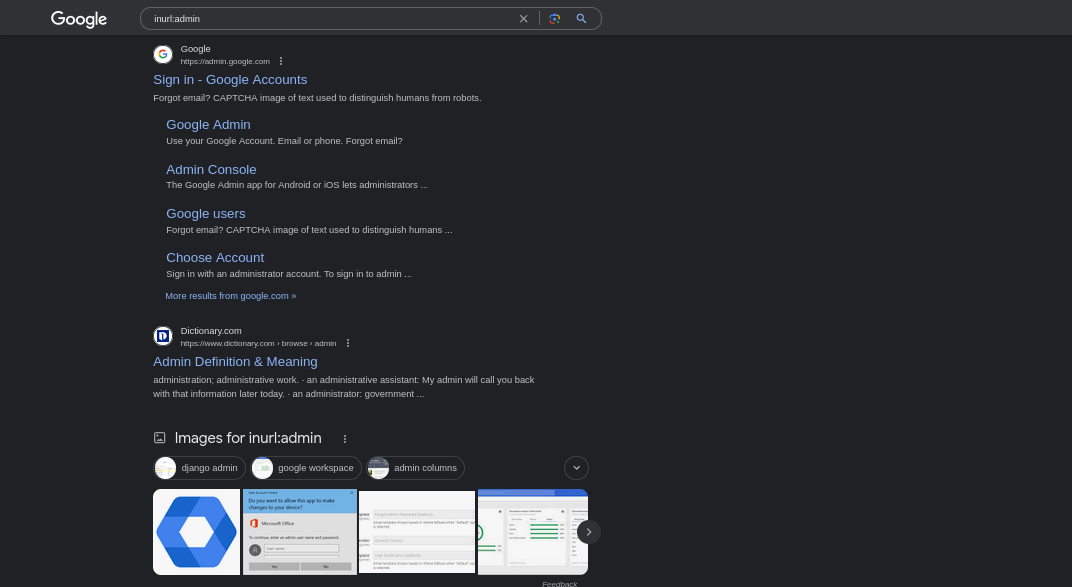 Google
inurl:admin
Google
https://admin.google.com
Sign in - Google Accounts
Forgot email? CAPTCHA image of text used to distinguish humans from robots.
Google Admin
Use your Google Account. Email or phone. Forgot email?
Admin Console
The Google Admin app for Android or iOS lets administrators ...
Google users
Forgot email? CAPTCHA image of text used to distinguish humans ...
Choose Account
Sign in with an administrator account. To sign in to admin ...
More results from google.com »
Dictionary.com
https://www.dictionary.com › browse › admin
Admin Definition & Meaning
administration; administrative work. · an administrative assistant: My admin will call you back
with that information later today. · an administrator: government ...
Images for inurl:admin
django admin
google workspace
admin columns
User Account Control
Do you want to allow this app to make
changes to your device?
Microsoft Office
To continue, enter an admin user name and password.
User name
Yes
No
Feedback